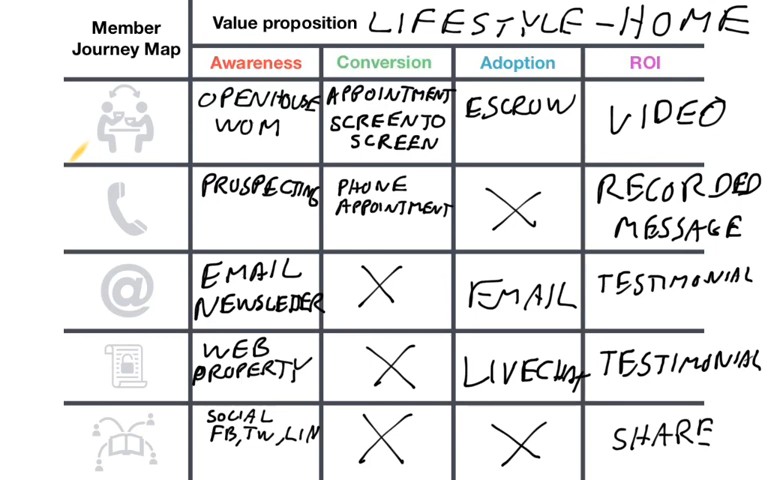 Member
Journey Map
Value proposition LIFESTYLE-HOME
Awareness Conversion Adoption ROI
OPENHOUSE
WOM
APPOINTMENT
SCREEN TO
SCREEN
ESCROW
VIDEO
PROSPECTING
PHONE
APPOINTMENT
X
RECORDED
MESSAGE
EMAIL
NEWSLEDER
X
EMAIL
TESTIMONIAL
@
WEB
PROPERTY
X
LIVECHAT
TESTIMONIAL
SOCIAL
FB, TW, LIN
X
X
SHARE